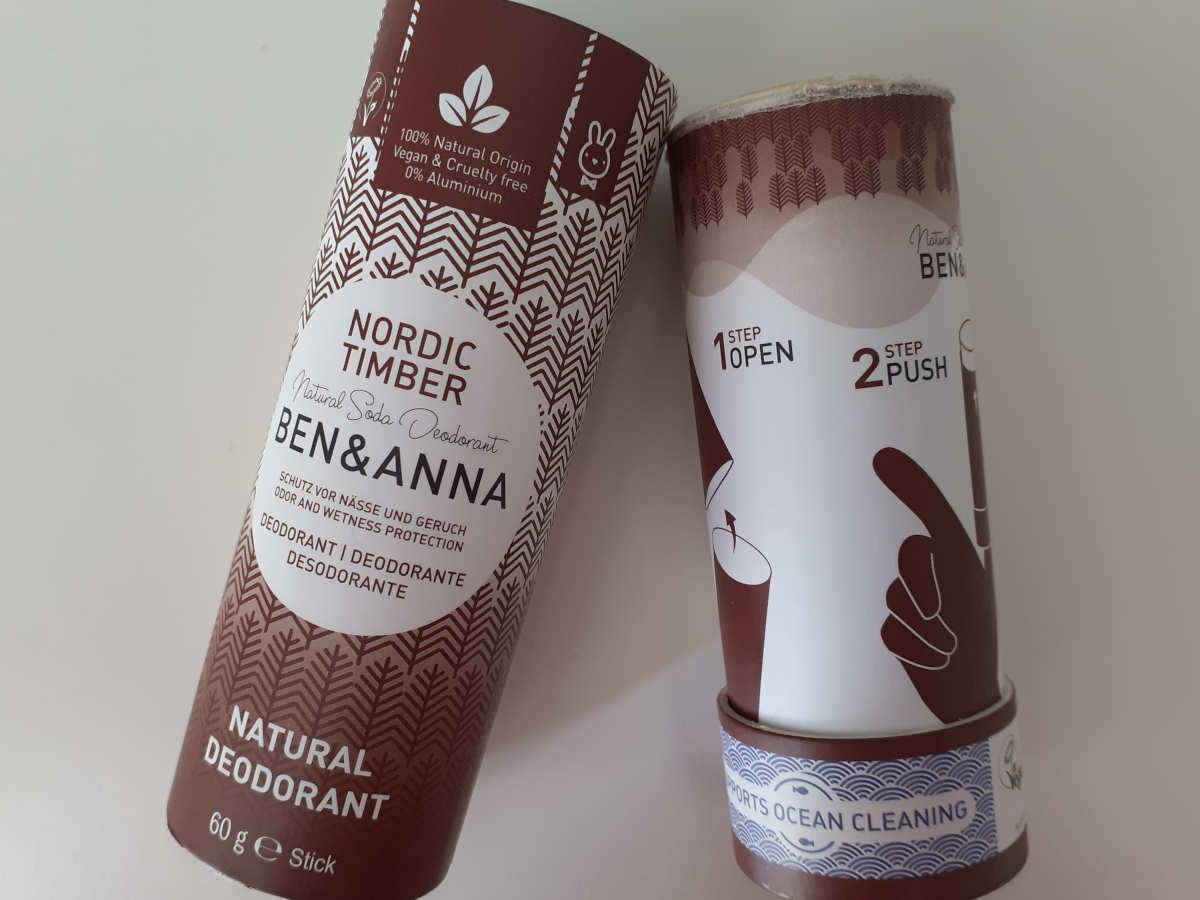 100% Natural Origin
Vegan & Cruelty free
0% Aluminium
NORDIC
TIMBER
Natural Soda Deodorant
BEN&ANNA
SCHUTZ VOR NÄSSE UND GERUCH
ODOR AND WETNESS PROTECTION
DEODORANT | DEODORANTE
DESODORANTE
NATURAL
DEODORANT
60 g ℮ Stick
Natural
BEN&
1 STEP
OPEN
2 STEP
PUSH
OCEAN CLEANING